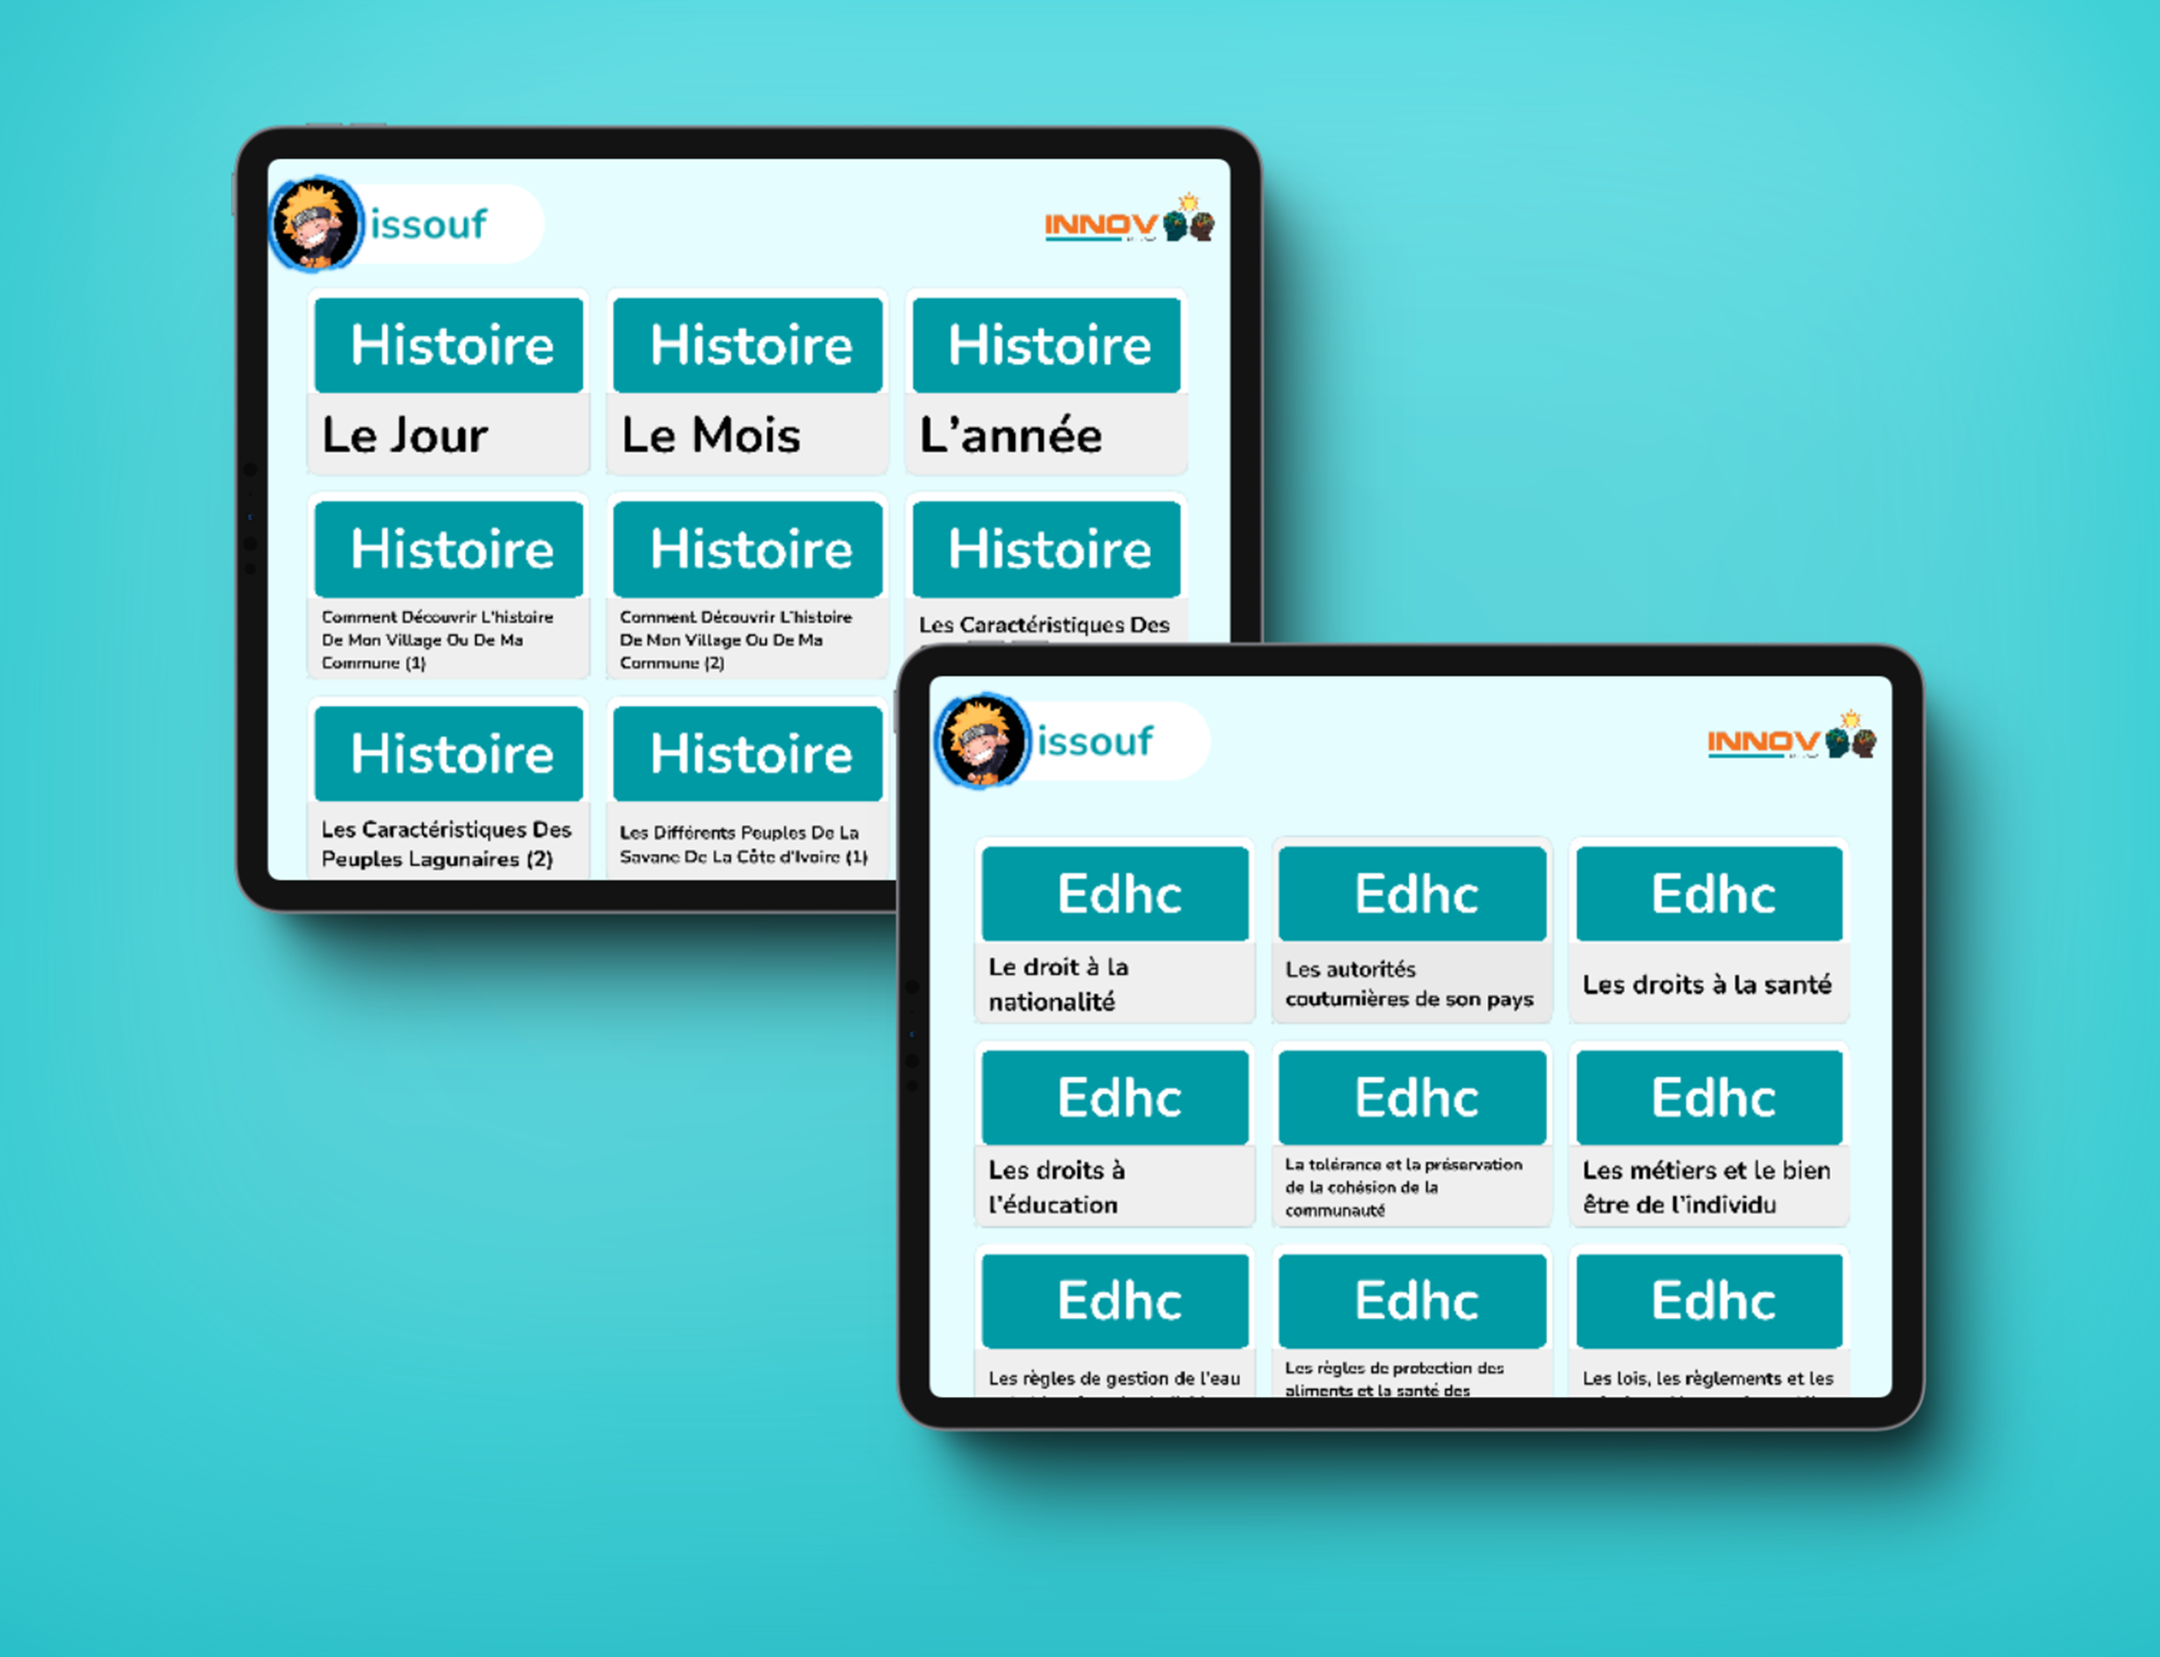 issouf
INNOV
Histoire
Histoire
Histoire
Le Jour
Le Mois
L'année
Histoire
Histoire
Histoire
Comment Découvrir L'histoire
De Mon Village Ou De Ma
Commune (1)
Comment Découvrir L'histoire
De Mon Village Ou De Ma
Commune (2)
Les Caractéristiques Des
Histoire
Histoire
Les Caractéristiques Des
Peuples Lagunaires (2)
Les Différents Peuples De La
Savane De La Côte d'Ivoire (1)
issouf
INNOV
Edhc
Edhc
Edhc
Le droit à la
nationalité
Les autorités
coutumières de son pays
Les droits à la santé
Edhc
Edhc
Edhc
Les droits à
l'éducation
La tolérance et la préservation
de la cohésion de la
communauté
Les métiers et le bien
être de l'individu
Edhc
Edhc
Edhc
Les règles de gestion de l'eau
Les règles de protection des
aliments et la santé des
Les lois, les règlements et les